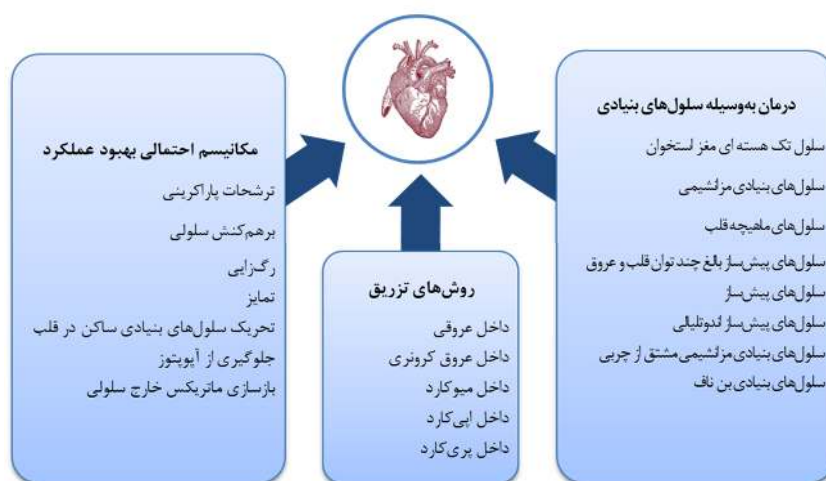 درمان به‌وسیله سلول‌های بنیادی
سلول تک هسته ای مغز استخوان
سلول‌های بنیادی مزانشیمی
سلول‌های ماهیچه قلب
سلول‌های پیش‌ساز بالغ چند توان قلب و عروق
سلول‌های پیش‌ساز
سلول‌های پیش‌ساز اندوتلیالی
سلول‌های بنیادی مزانشیمی مشتق از چربی
سلول‌های بنیادی بن ناف
روش‌های تزریق
داخل عروقی
داخل عروق کرونری
داخل میوکارد
داخل اپی‌کارد
داخل پری‌کارد
مکانیسم احتمالی بهبود عملکرد
ترشحات پاراکرینی
برهم‌کنش سلولی
رگ‌زایی
تمایز
تحریک سلول‌های بنیادی ساکن در قلب
جلوگیری از آپوپتوز
بازسازی ماتریکس خارج سلولی